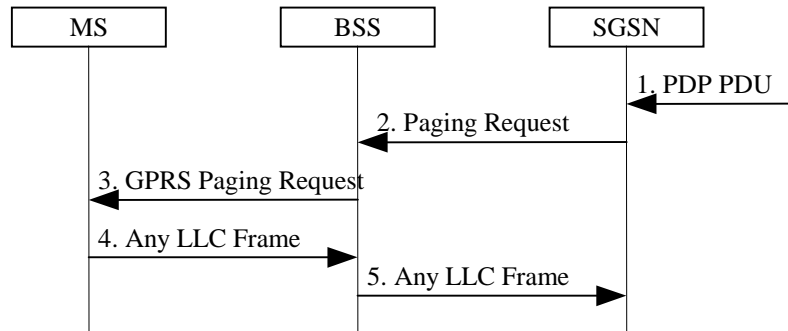 MS
BSS
SGSN
1. PDP PDU
2. Paging Request
3. GPRS Paging Request
4. Any LLC Frame
5. Any LLC Frame